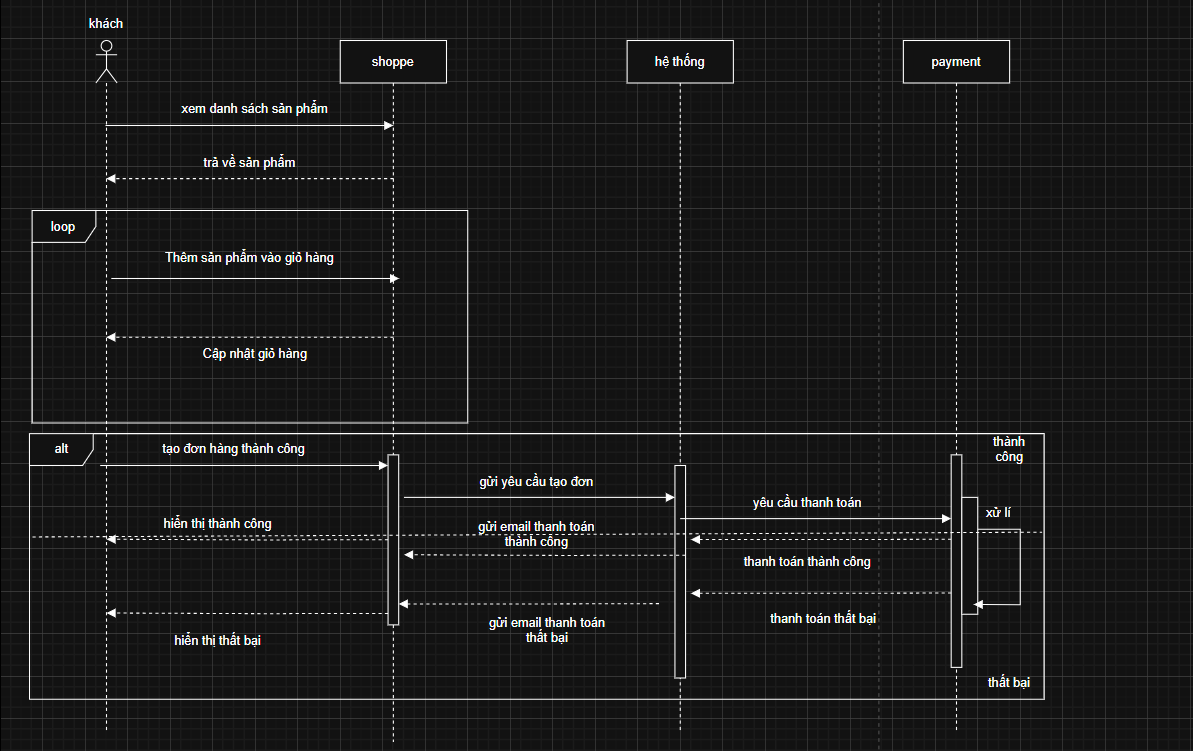 khách
shoppe
hệ thống
payment
xem danh sách sản phẩm
trả về sản phẩm
loop
Thêm sản phẩm vào giỏ hàng
Cập nhật giỏ hàng
alt
tạo đơn hàng thành công
thành
công
gửi yêu cầu tạo đơn
yêu cầu thanh toán
xử lí
hiển thị thành công
gửi email thanh toán
thành công
thanh toán thành công
gửi email thanh toán
thất bại
thanh toán thất bại
hiển thị thất bại
thất bại